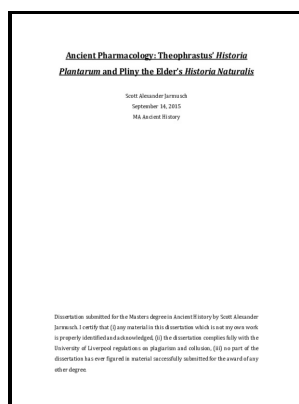 Ancient Pharmacology: Theophrastus' Historia
Plantarum and Pliny the Elder's Historia Naturalis
Scott Alexander Jarmusch
September 14, 2015
MA Ancient History
Dissertation submitted for the Masters degree in Ancient History by Scott Alexander
Jarmusch. I certify that (i) any material in this dissertation which is not my own work
is properly identified and acknowledged, (ii) the dissertation complies fully with the
University of Liverpool regulations on plagiarism and collusion, (iii) no part of the
dissertation has ever figured in material successfully submitted for the award of any
other degree.